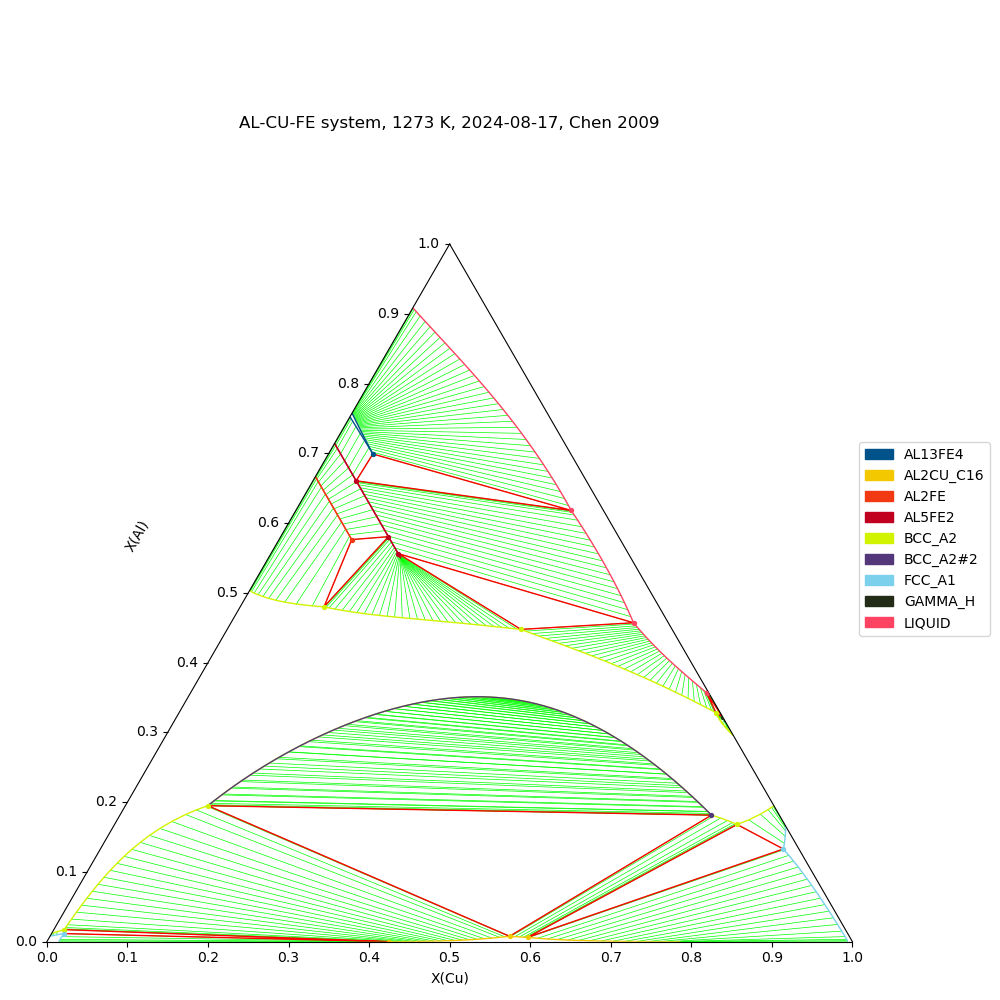 AL-CU-FE system, 1273 K, 2024-08-17, Chen 2009
1.0
0.9
0.8
0.7
0.6
0.5
0.4
0.3
0.2
0.1
0.0
X(Al)
0.0 0.1 0.2 0.3 0.4 0.5 0.6 0.7 0.8 0.9 1.0
X(Cu)
AL13FE4
AL2CU_C16
AL2FE
AL5FE2
BCC_A2
BCC_A2#2
FCC_A1
GAMMA_H
LIQUID